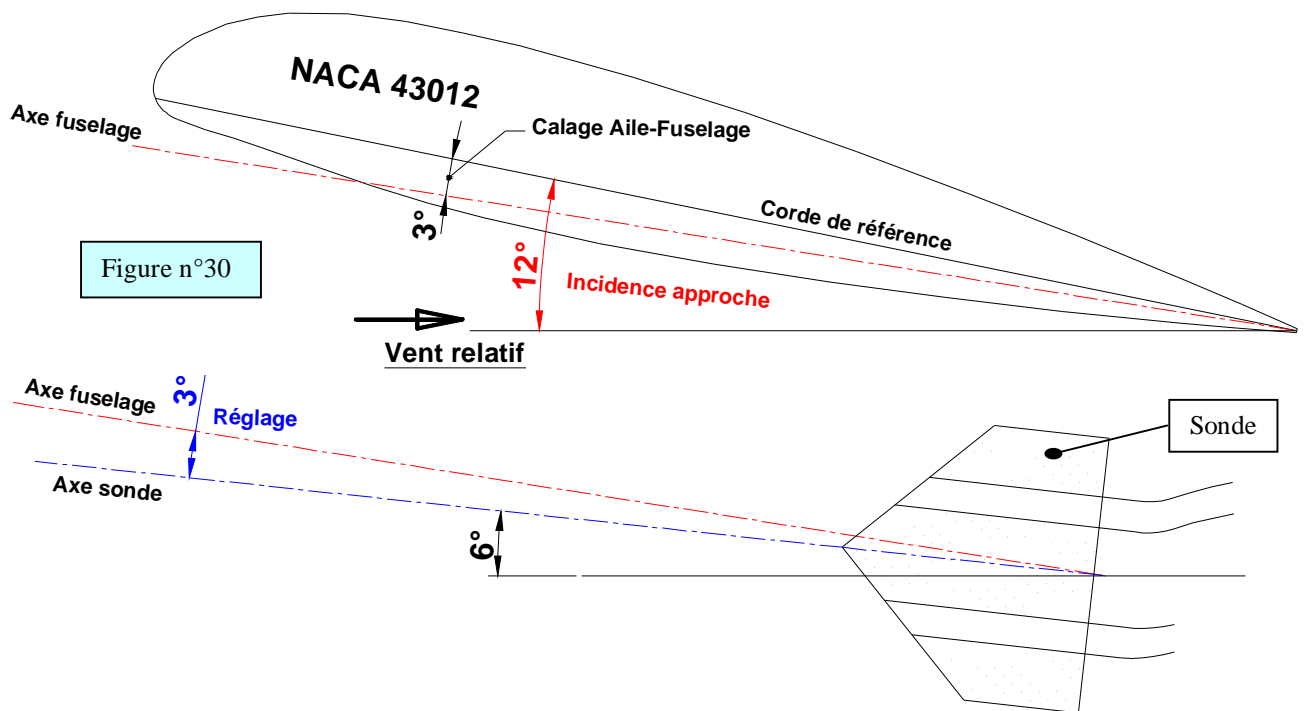 NACA 43012
Axe fuselage
Calage Aile-Fuselage
3°
Corde de référence
12°
Figure n°30
Incidence approche
Vent relatif
Axe fuselage
3°
Réglage
Sonde
Axe sonde
6°